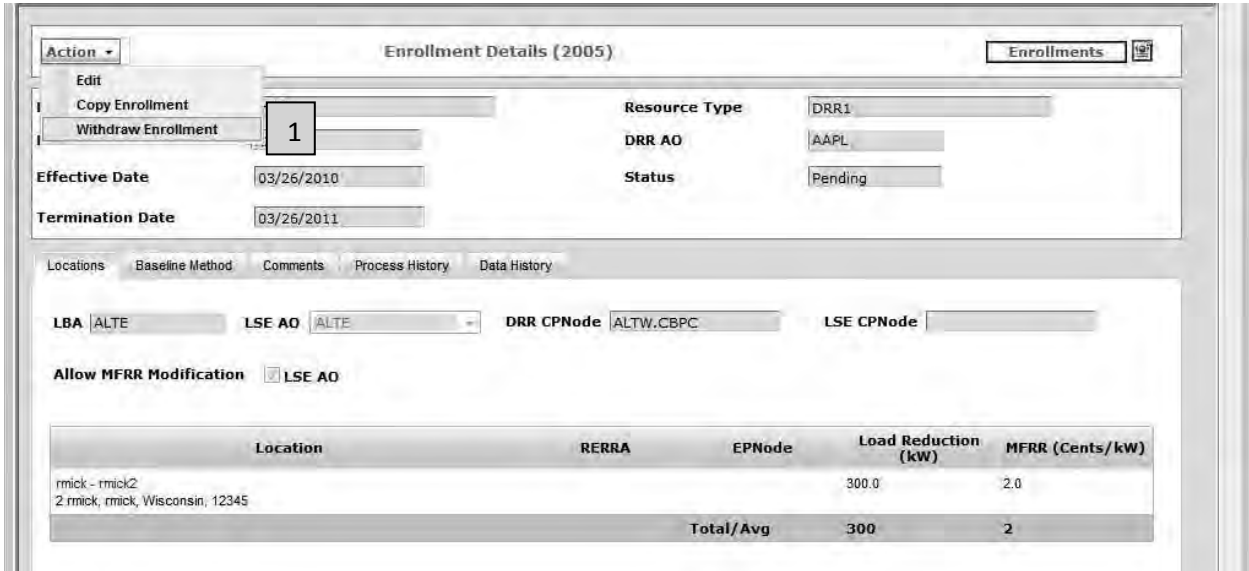 Action Enrollment Details (2005) Enrollments
Edit
Copy Enrollment
Withdraw Enrollment
1
Resource Type DRR1
DRR AO AAPL
Effective Date 03/26/2010 Status Pending
Termination Date 03/26/2011
Locations Baseline Method Comments Process History Data History
LBA ALTE LSE AO ALTE DRR CPNode ALTW.CBPC LSE CPNode
Allow MFRR Modification LSE AO
Location RERRA EPNode Load Reduction (kW) MFRR (Cents/kW)
rmick - rmick2 300.0 2.0
2 rmick, rmick, Wisconsin, 12345
Total/Avg 300 2